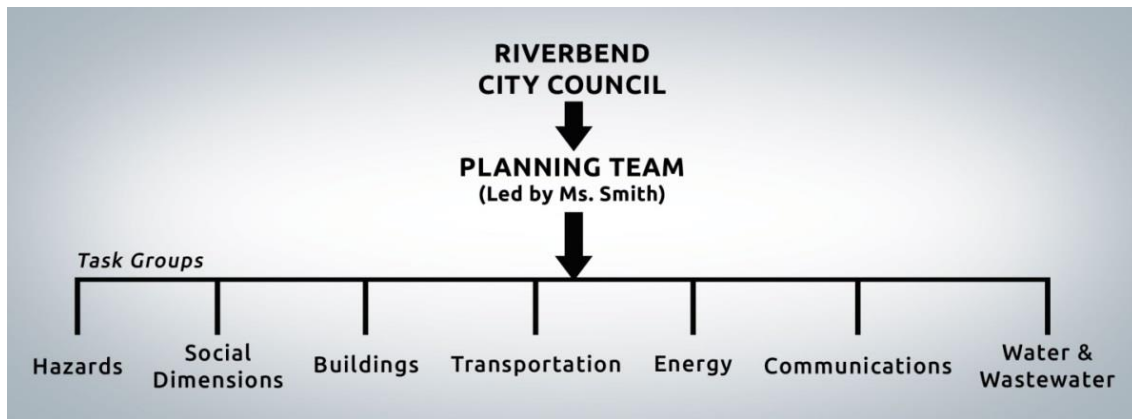 RIVERBEND
CITY COUNCIL
PLANNING TEAM
(Led by Ms. Smith)
Task Groups
Hazards
Social
Dimensions
Buildings
Transportation
Energy
Communications
Water &
Wastewater